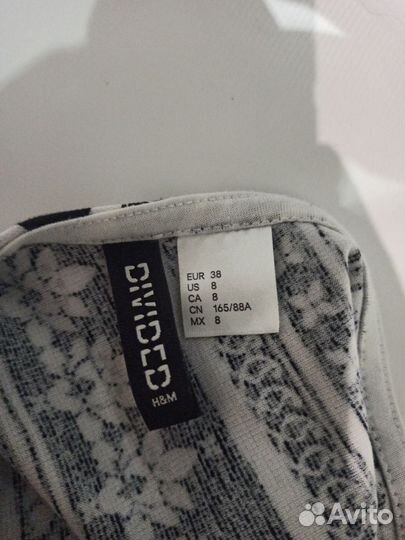 DIVIDED
H&M
EUR 38
US 8
CA 8
CN 165/88A
MX 8
Avito